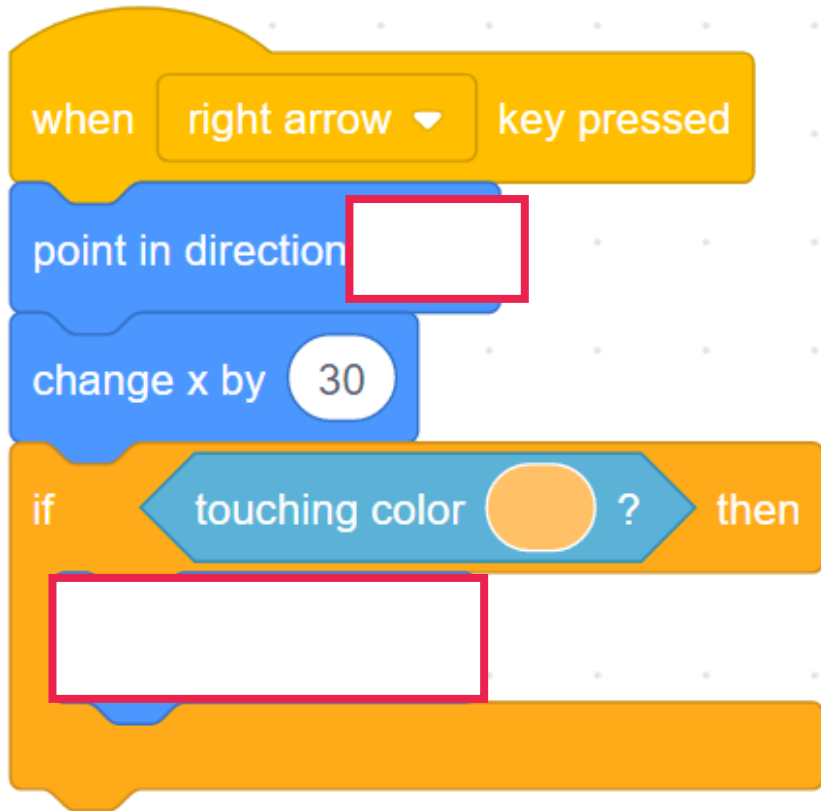 when right arrow key pressed
point in direction
change x by 30
if touching color ? then